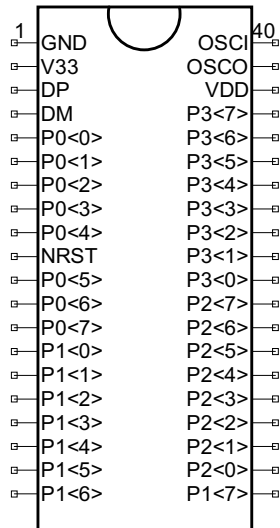 1 40
GND OSCI
V33 OSCO
DP VDD
DM P3<7>
P0<0> P3<6>
P0<1> P3<5>
P0<2> P3<4>
P0<3> P3<3>
P0<4> P3<2>
NRST P3<1>
P0<5> P3<0>
P0<6> P2<7>
P0<7> P2<6>
P1<0> P2<5>
P1<1> P2<4>
P1<2> P2<3>
P1<3> P2<2>
P1<4> P2<1>
P1<5> P2<0>
P1<6> P1<7>